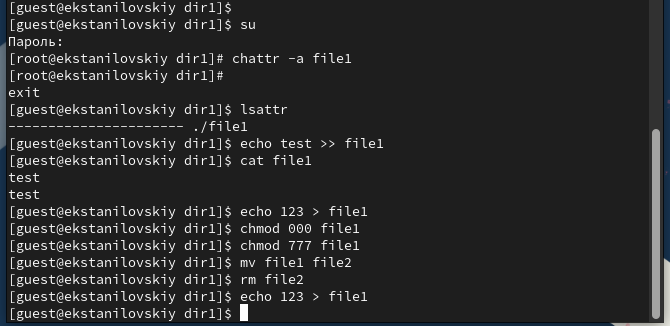 [guest@ekstanilovskiy dir1]$
[guest@ekstanilovskiy dir1]$ su
Пароль:
[root@ekstanilovskiy dir1]# chattr -a file1
[root@ekstanilovskiy dir1]#
exit
[guest@ekstanilovskiy dir1]$ lsattr
---------------------- ./file1
[guest@ekstanilovskiy dir1]$ echo test >> file1
[guest@ekstanilovskiy dir1]$ cat file1
test
test
[guest@ekstanilovskiy dir1]$ echo 123 > file1
[guest@ekstanilovskiy dir1]$ chmod 000 file1
[guest@ekstanilovskiy dir1]$ chmod 777 file1
[guest@ekstanilovskiy dir1]$ mv file1 file2
[guest@ekstanilovskiy dir1]$ rm file2
[guest@ekstanilovskiy dir1]$ echo 123 > file1
[guest@ekstanilovskiy dir1]$